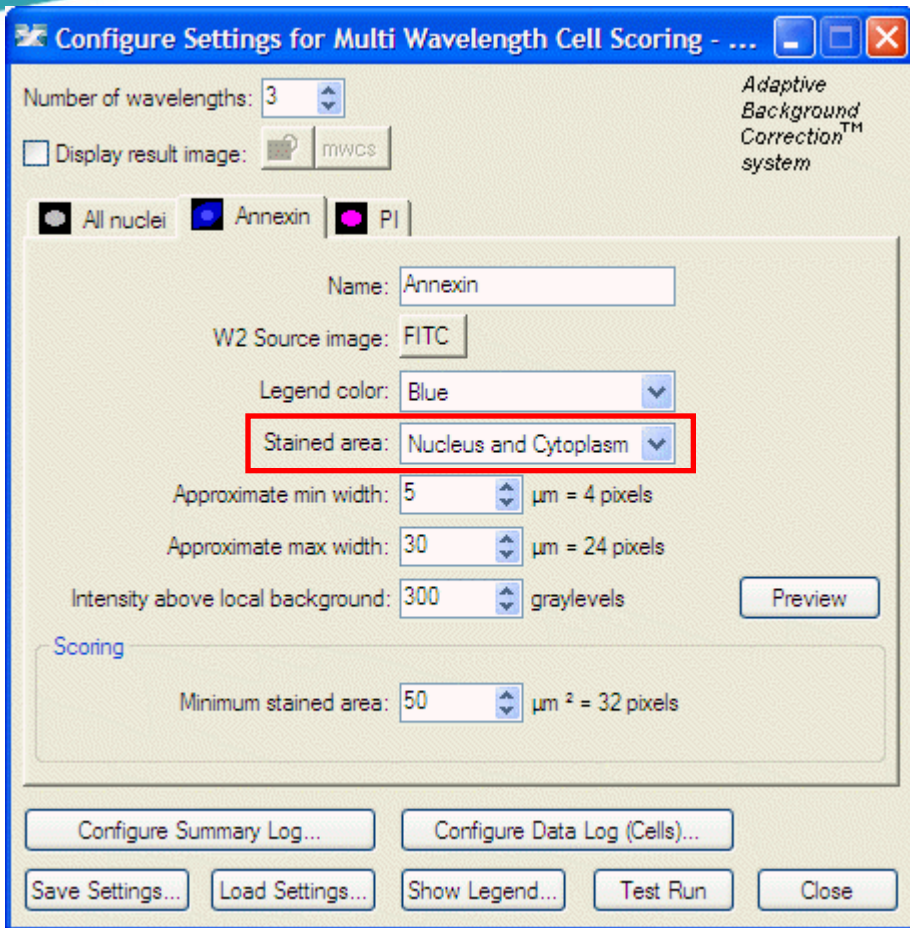 Configure Settings for Multi Wavelength Cell Scoring - ...
Number of wavelengths: 3
Adaptive
Background
Correction™
system
Display result image: mwcs
All nuclei Annexin PI
Name: Annexin
W2 Source image: FITC
Legend color: Blue
Stained area: Nucleus and Cytoplasm
Approximate min width: 5 µm = 4 pixels
Approximate max width: 30 µm = 24 pixels
Intensity above local background: 300 graylevels Preview
Scoring
Minimum stained area: 50 µm ² = 32 pixels
Configure Summary Log... Configure Data Log (Cells)...
Save Settings... Load Settings... Show Legend... Test Run Close